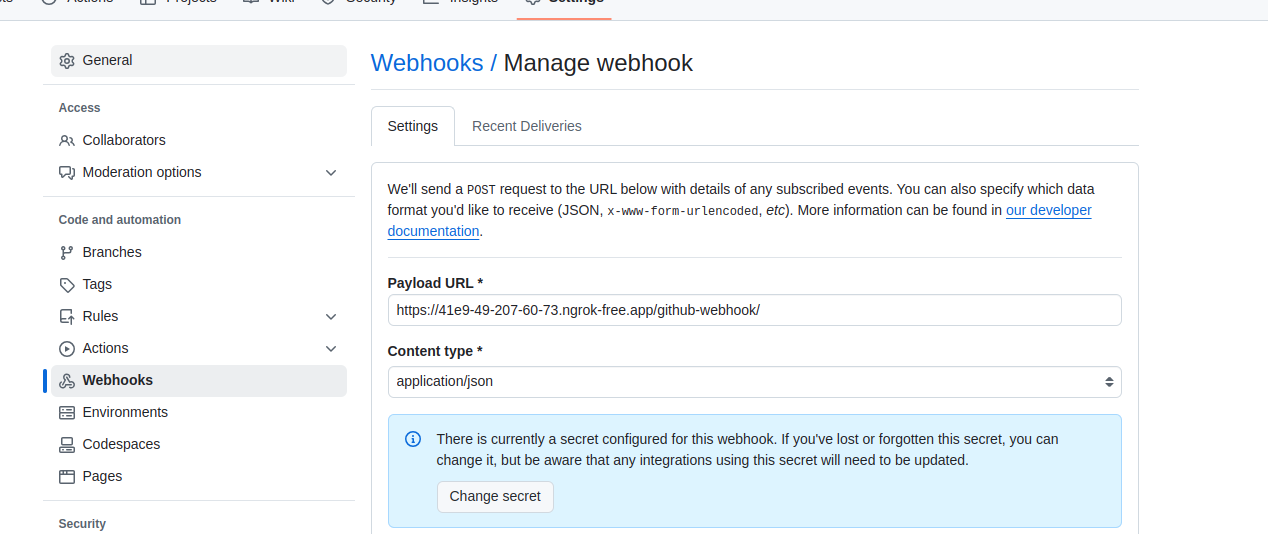 Actions Projects Wiki Security Insights Settings
General
Access
Collaborators
Moderation options
Code and automation
Branches
Tags
Rules
Actions
Webhooks
Environments
Codespaces
Pages
Security
Webhooks / Manage webhook
Settings Recent Deliveries
We'll send a POST request to the URL below with details of any subscribed events. You can also specify which data
format you'd like to receive (JSON, x-www-form-urlencoded, etc). More information can be found in our developer
documentation.
Payload URL *
https://41e9-49-207-60-73.ngrok-free.app/github-webhook/
Content type *
application/json
There is currently a secret configured for this webhook. If you've lost or forgotten this secret, you can
change it, but be aware that any integrations using this secret will need to be updated.
Change secret